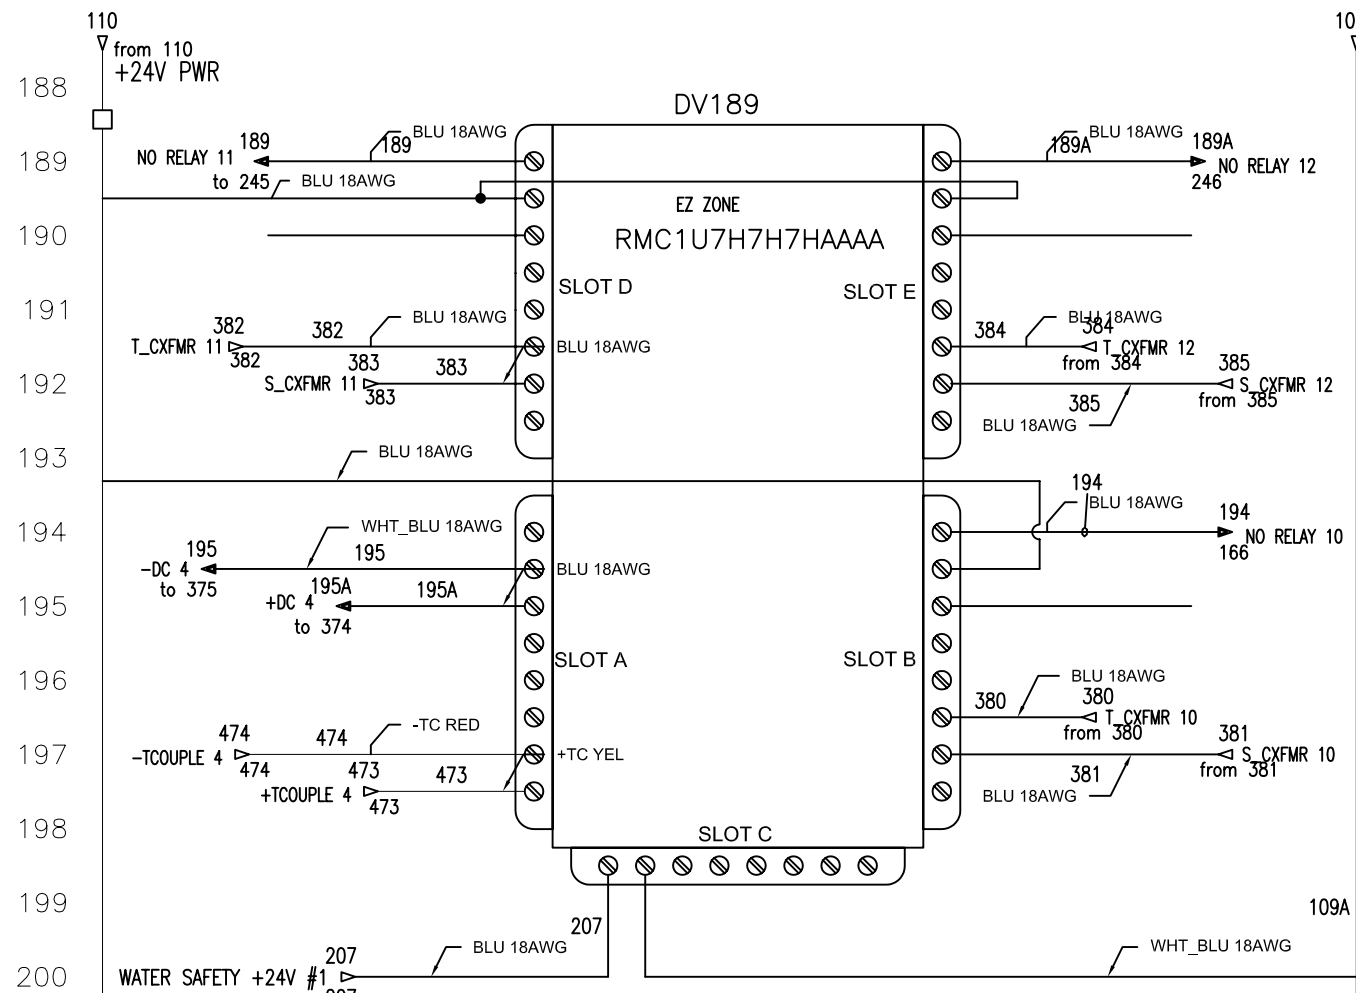 110
10
from 110
+24V PWR
188
DV189
189
BLU 18AWG
189
BLU 18AWG
189A
189A
189
NO RELAY 11
NO RELAY 12
to 245
BLU 18AWG
246
EZ ZONE
190
RMC1U7H7H7HAAAA
SLOT D
SLOT E
191
382
382
BLU 18AWG
384
BLU 18AWG
384
T_CXFMR 11
BLU 18AWG
T_CXFMR 12
382
383
383
from 384
385
192
S_CXFMR 11
S_CXFMR 12
383
385
from 385
BLU 18AWG
193
BLU 18AWG
194
BLU 18AWG
194
WHT_BLU 18AWG
194
NO RELAY 10
195
195
166
-DC 4
BLU 18AWG
to 375
195A
195A
195
+DC 4
to 374
SLOT A
SLOT B
196
BLU 18AWG
380
380
T_CXFMR 10
474
474
-TC RED
from 380
381
197
-TCOUPLE 4
+TC YEL
S_CXFMR 10
474
473
473
381
from 381
+TCOUPLE 4
473
BLU 18AWG
198
SLOT C
199
109A
207
207
BLU 18AWG
WHT_BLU 18AWG
200
WATER SAFETY +24V #1